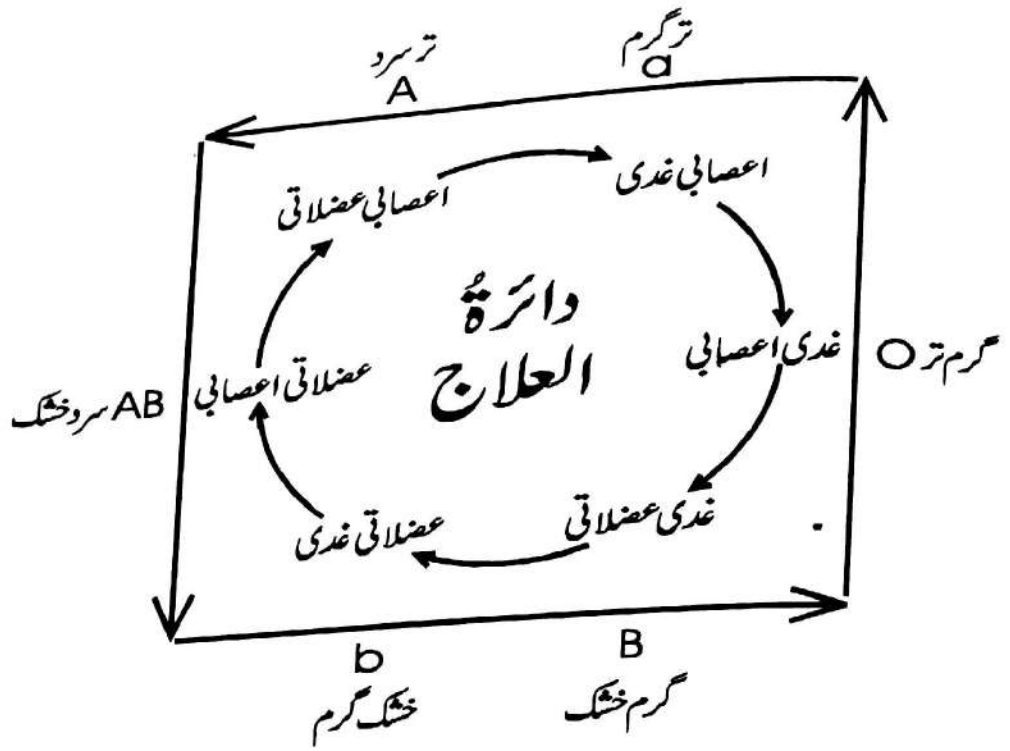 تر گرم
a
تر سرد
A
اعصابی غدی
اعصابی عضلاتی
دائرۃُ
العلاج
گرم تر O
غدی اعصابی
عضلاتی اعصابی
AB سرد خشک
غدی عضلاتی
عضلاتی غدی
B
گرم خشک
b
خشک گرم